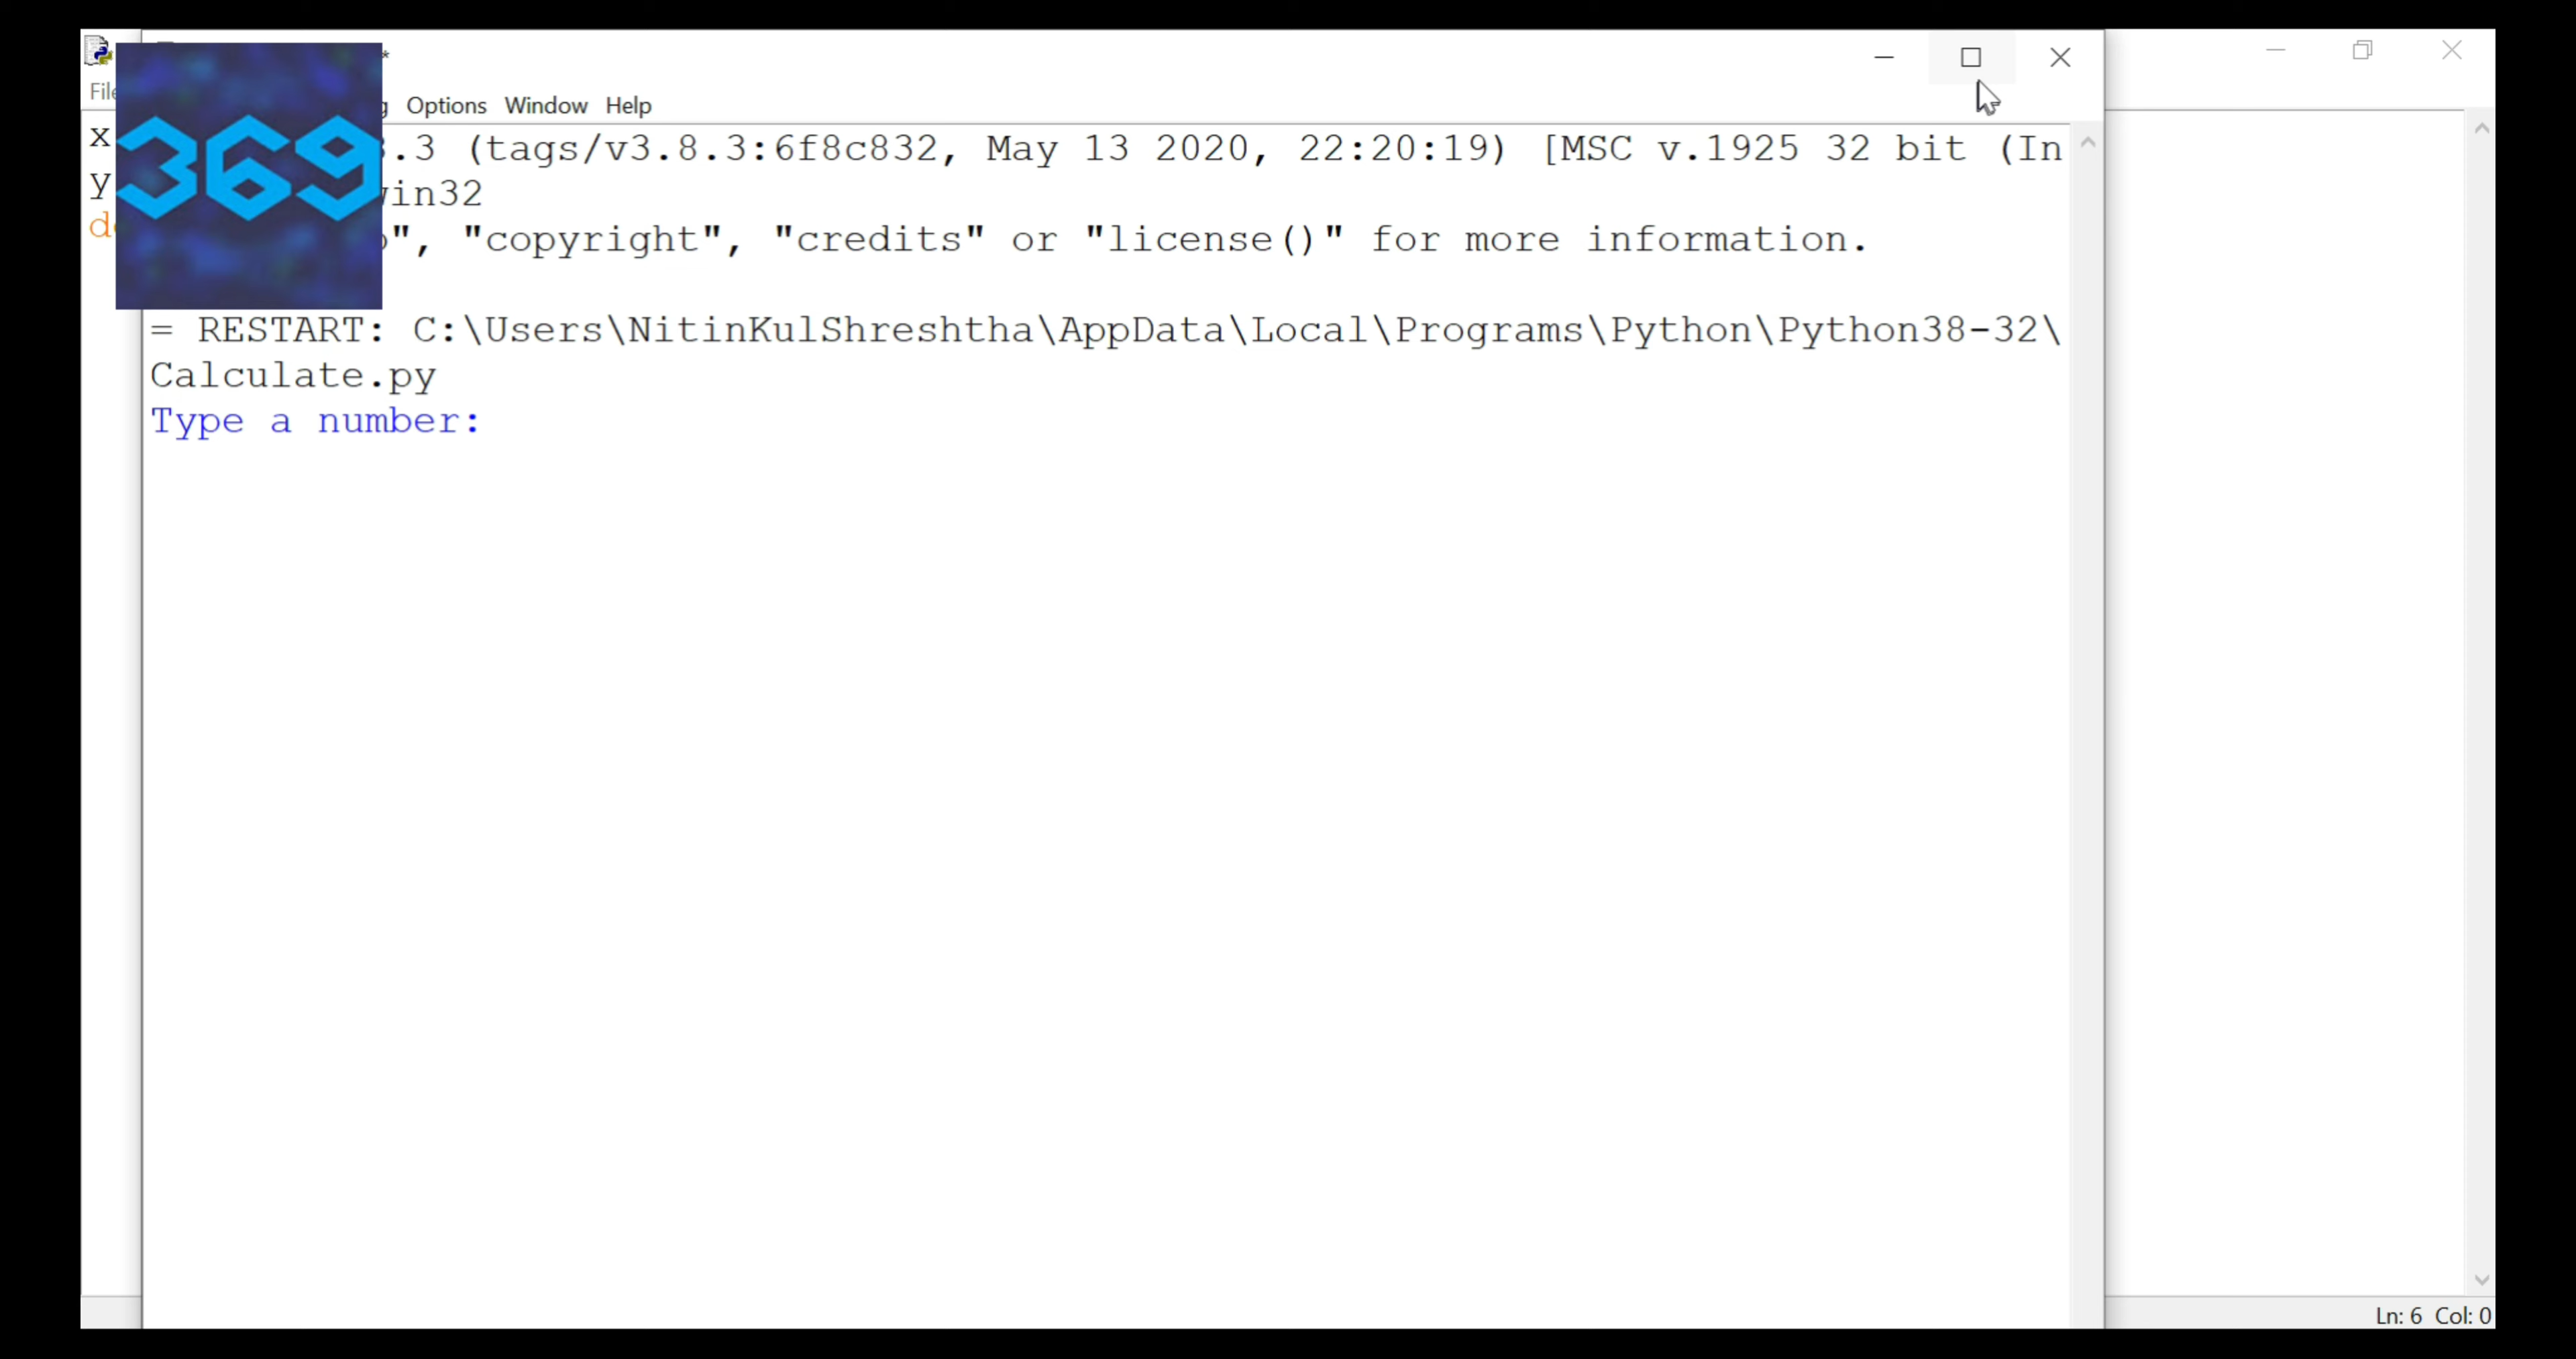 File
Options Window Help
x
y
369
.3 (tags/v3.8.3:6f8c832, May 13 2020, 22:20:19) [MSC v.1925 32 bit (In
win32
", "copyright", "credits" or "license()" for more information.
= RESTART: C:\Users\NitinKulShreshtha\AppData\Local\Programs\Python\Python38-32\
Calculate.py
Type a number:
Ln: 6 Col: 0